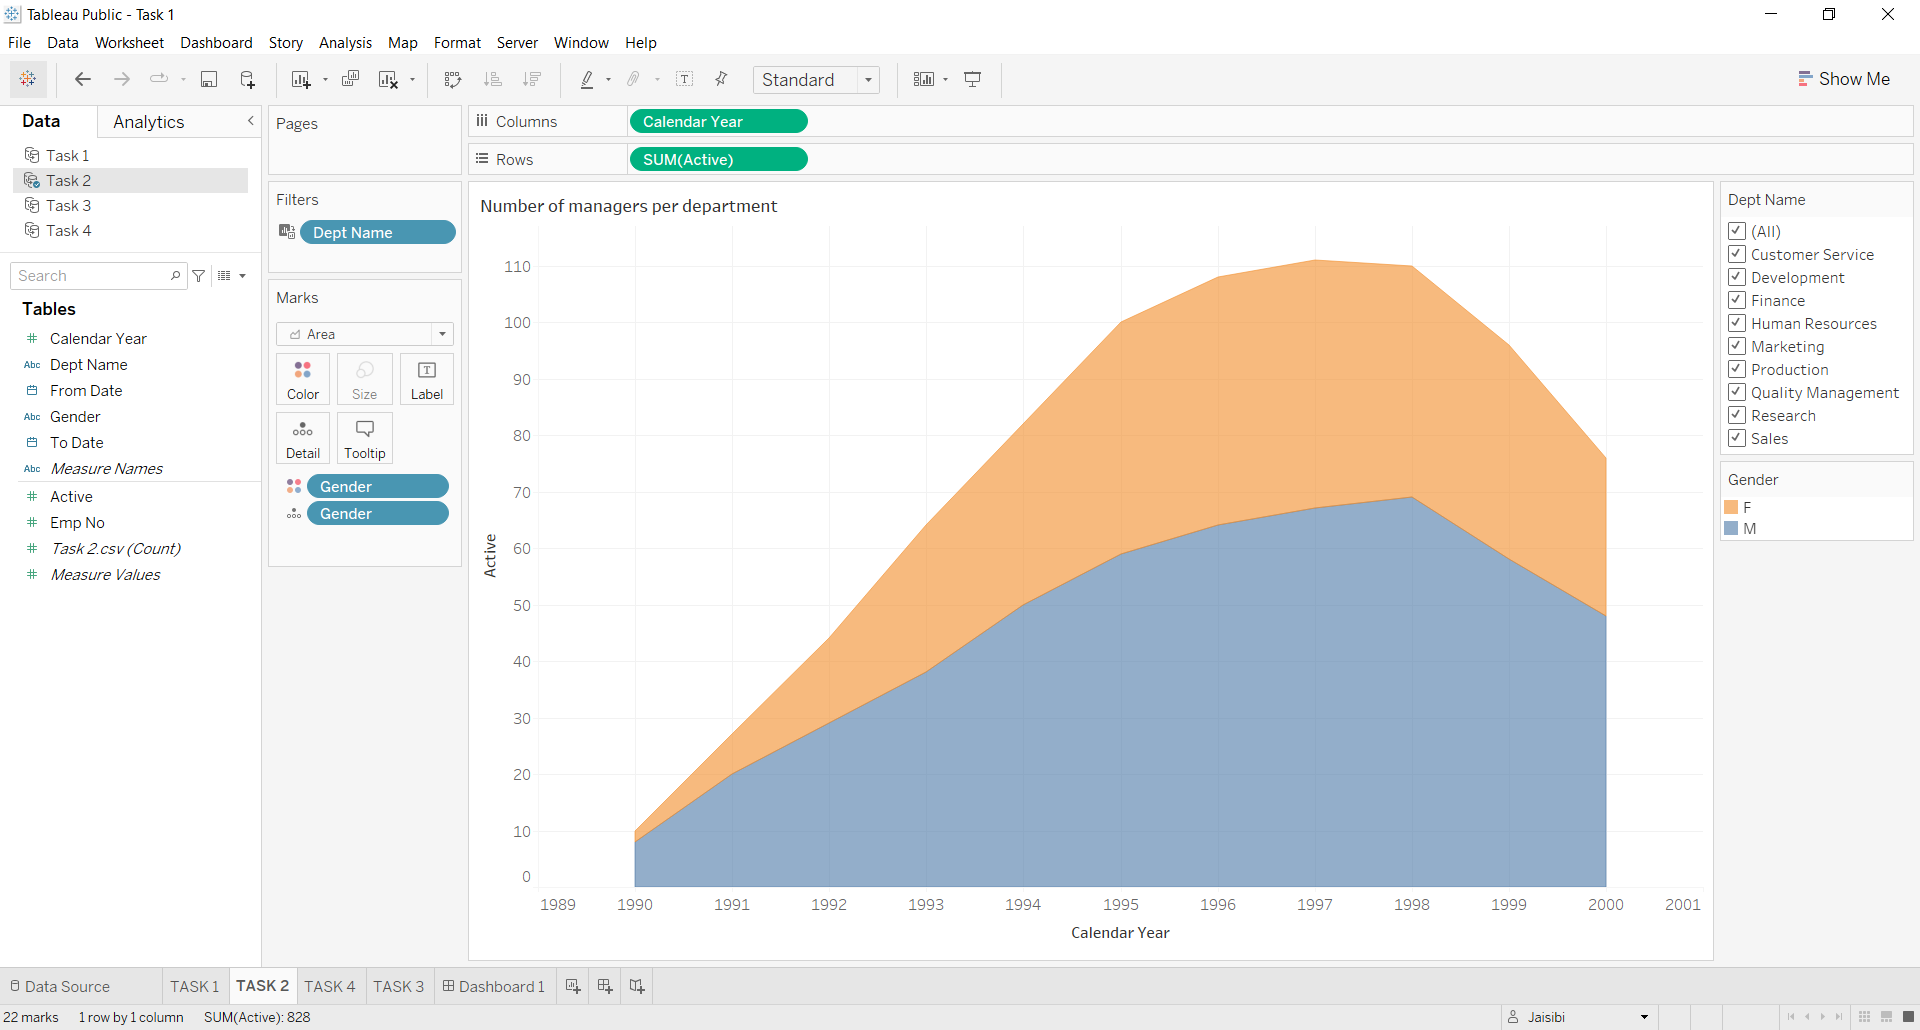 Tableau Public - Task 1
File Data Worksheet Dashboard Story Analysis Map Format Server Window Help
Standard
Show Me
Data Analytics
Task 1
Task 2
Task 3
Task 4
Search
Tables
Calendar Year
Abc Dept Name
From Date
Abc Gender
To Date
Abc Measure Names
Active
Emp No
Task 2.csv (Count)
Measure Values
Pages
Filters
Dept Name
Marks
Area
Color Size Label
Detail Tooltip
Gender
Gender
Columns Calendar Year
Rows SUM(Active)
Number of managers per department
110
100
90
80
70
60
50
40
30
20
10
0
Active
1989 1990 1991 1992 1993 1994 1995 1996 1997 1998 1999 2000 2001
Calendar Year
Dept Name
(All)
Customer Service
Development
Finance
Human Resources
Marketing
Production
Quality Management
Research
Sales
Gender
F
M
Data Source TASK 1 TASK 2 TASK 4 TASK 3 Dashboard 1
22 marks 1 row by 1 column SUM(Active): 828 Jaisibi